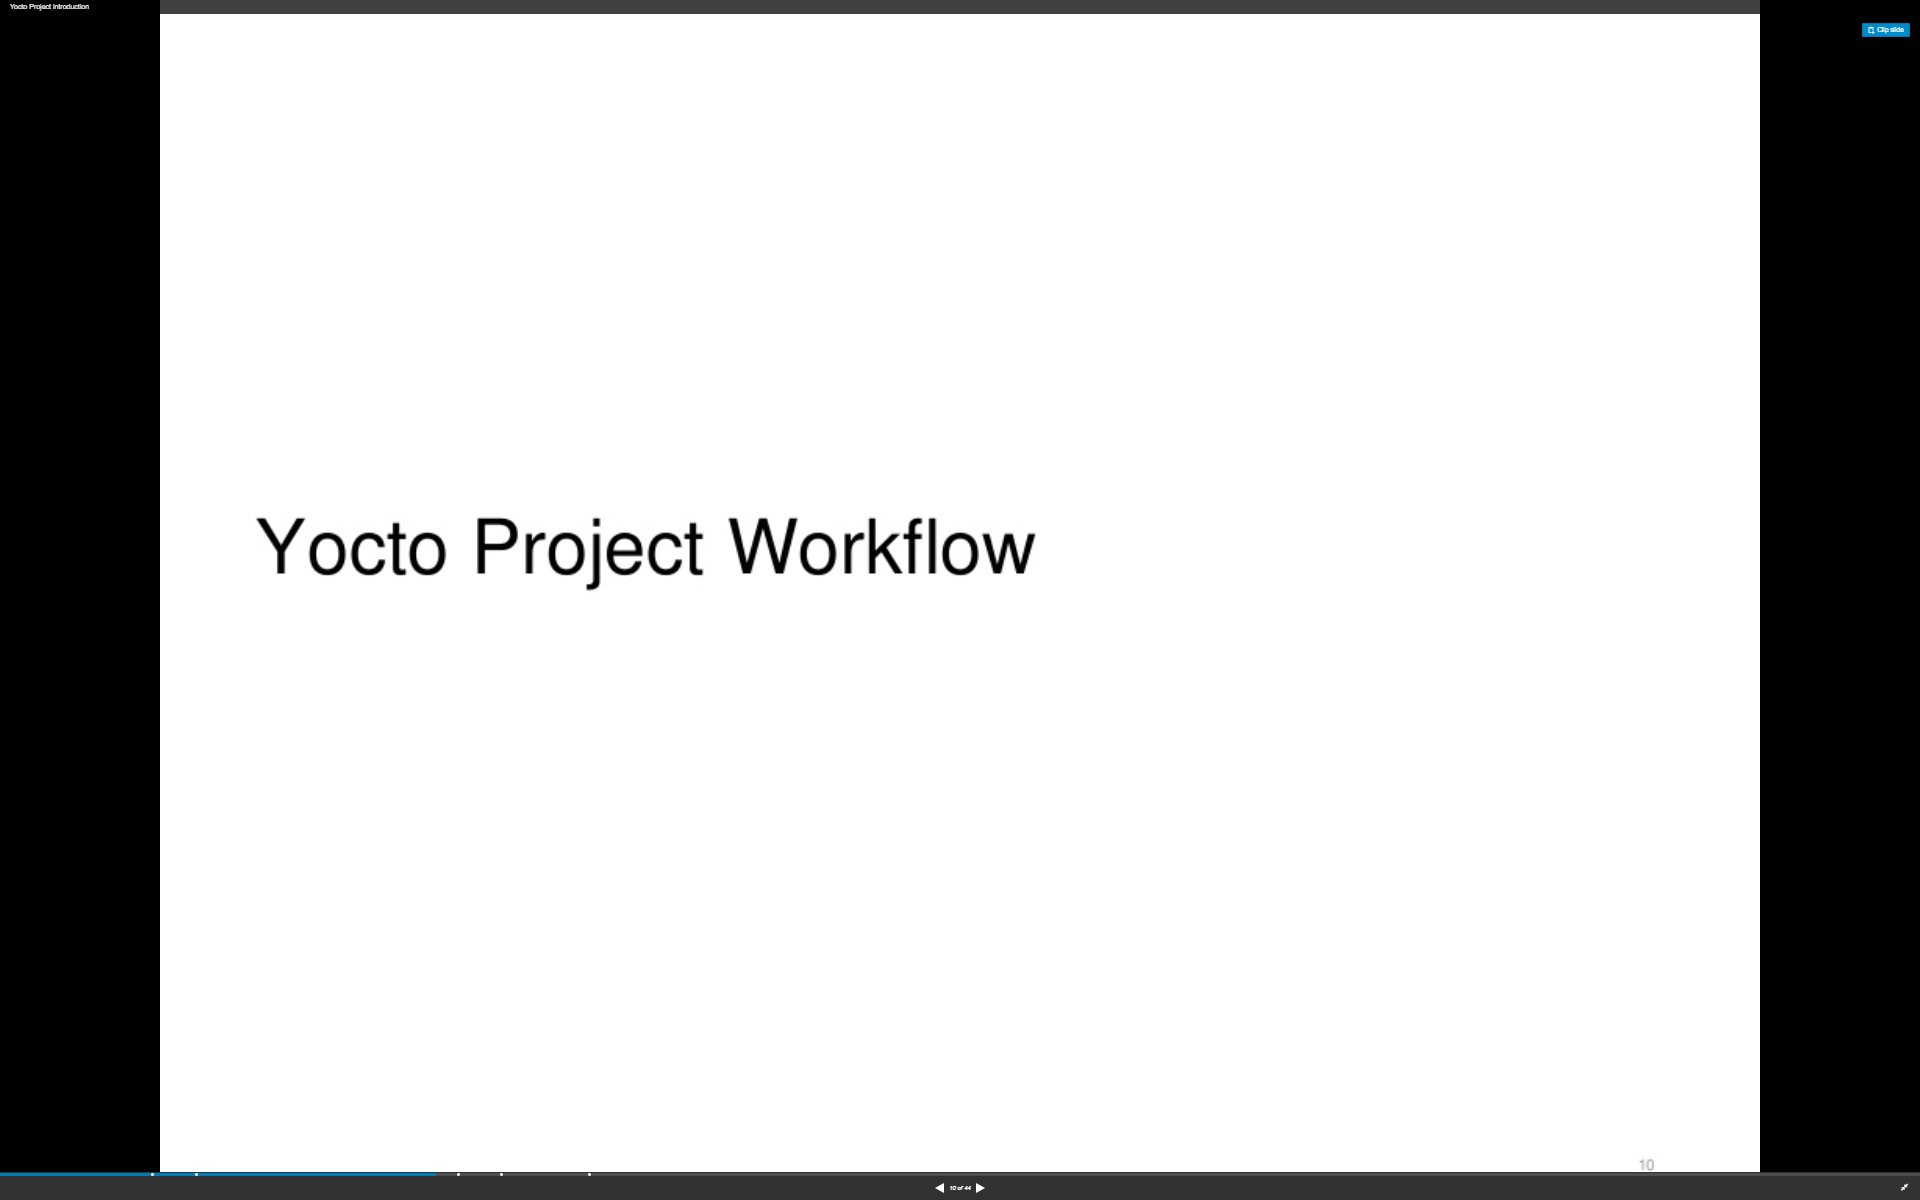 Yocto Project introduction
Clip slide
Yocto Project Workflow
10
10 of 44